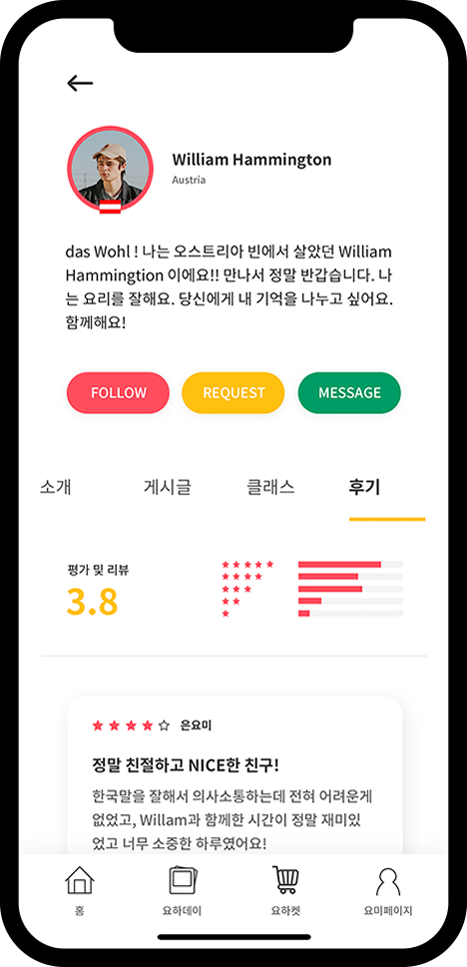 William Hammington
Austria
das Wohl ! 나는 오스트리아 빈에서 살았던 William
Hammingtion 이에요!! 만나서 정말 반갑습니다. 나
는 요리를 잘해요. 당신에게 내 기억을 나누고 싶어요.
함께해요!
FOLLOW REQUEST MESSAGE
소개 게시글 클래스 후기
평가 및 리뷰
3.8
은요미
정말 친절하고 NICE한 친구!
한국말을 잘해서 의사소통하는데 전혀 어려운게
없었고, Willam과 함께한 시간이 정말 재미있
었고 너무 소중한 하루였어요!
홈 요하데이 요하켓 요미페이지